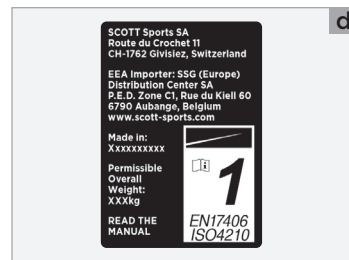 d
SCOTT Sports SA
Route du Crochet 11
CH-1762 Givisiez, Switzerland
EEA Importer: SSG (Europe)
Distribution Center SA
P.E.D. Zone C1, Rue du Kiell 60
6790 Aubange, Belgium
www.scott-sports.com
Made in:
Xxxxxxxxxx
Permissible
Overall
Weight:
XXXkg
READ THE
MANUAL
1
EN17406
ISO4210